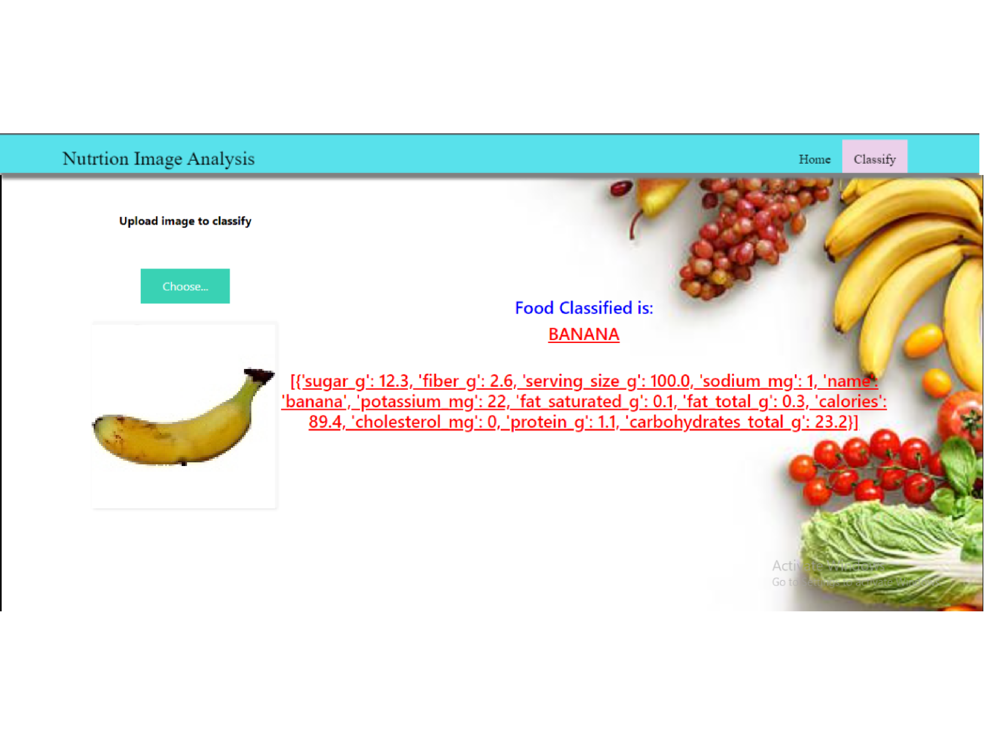 Nutrtion Image Analysis
Home
Classify
Upload image to classify
Choose...
Food Classified is:
BANANA
[{'sugar_g': 12.3, 'fiber_g': 2.6, 'serving_size_g': 100.0, 'sodium_mg': 1, 'name':
'banana', 'potassium_mg': 22, 'fat_saturated_g': 0.1, 'fat_total_g': 0.3, 'calories':
89.4, 'cholesterol_mg': 0, 'protein_g': 1.1, 'carbohydrates_total_g': 23.2}]
Activate Windows
Go to Settings to activate